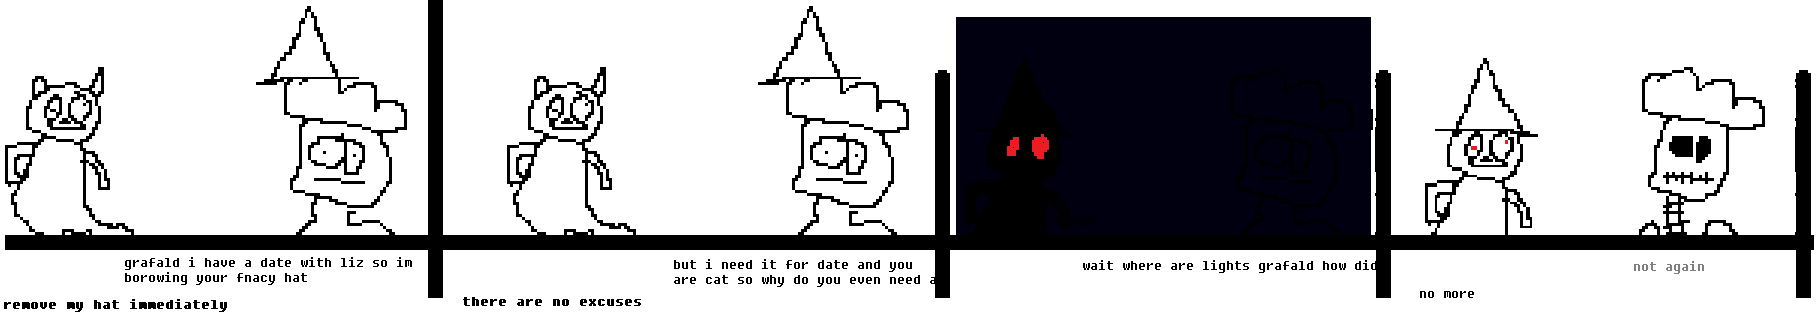 grafald i have a date with liz so im
borowing your fnacy hat
remove my hat immediately
but i need it for date and you
are cat so why do you even need a
there are no excuses
wait where are lights grafald how did
not again
no more